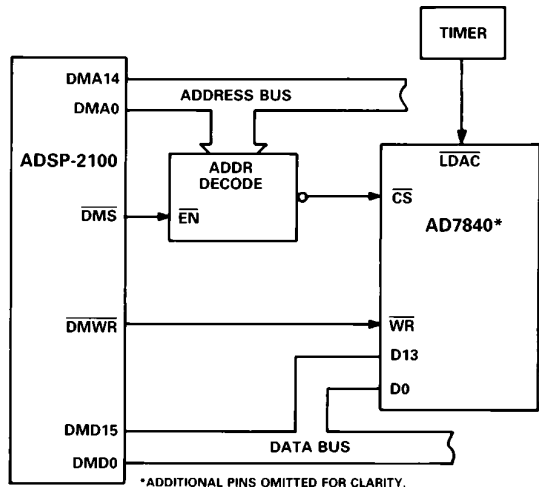 TIMER
DMA14
ADDRESS BUS
DMA0
ADSP-2100
ADDR
DECODE
LDAC
DMS
EN
CS
AD7840*
DMWR
WR
D13
D0
DMD15
DATA BUS
DMD0
*ADDITIONAL PINS OMITTED FOR CLARITY.